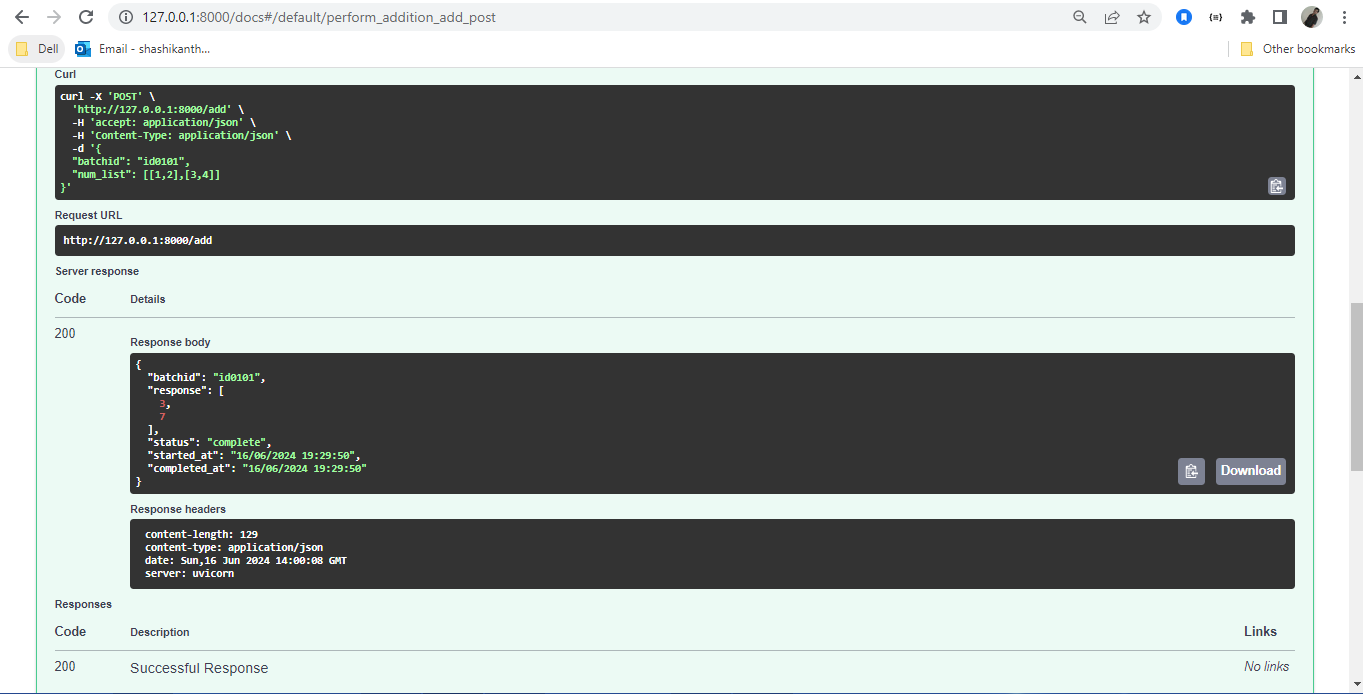 127.0.0.1:8000/docs#/default/perform_addition_add_post
Dell
Email - shashikanth...
Other bookmarks
Curl
curl -X 'POST' \
'http://127.0.0.1:8000/add' \
-H 'accept: application/json' \
-H 'Content-Type: application/json' \
-d '{
"batchid": "id0101",
"num_list": [[1,2],[3,4]]
}'
Request URL
http://127.0.0.1:8000/add
Server response
Code Details
200
Response body
{
"batchid": "id0101",
"response": [
3,
7
],
"status": "complete",
"started_at": "16/06/2024 19:29:50",
"completed_at": "16/06/2024 19:29:50"
}
Download
Response headers
content-length: 129
content-type: application/json
date: Sun,16 Jun 2024 14:00:08 GMT
server: uvicorn
Responses
Code Description Links
200 Successful Response No links